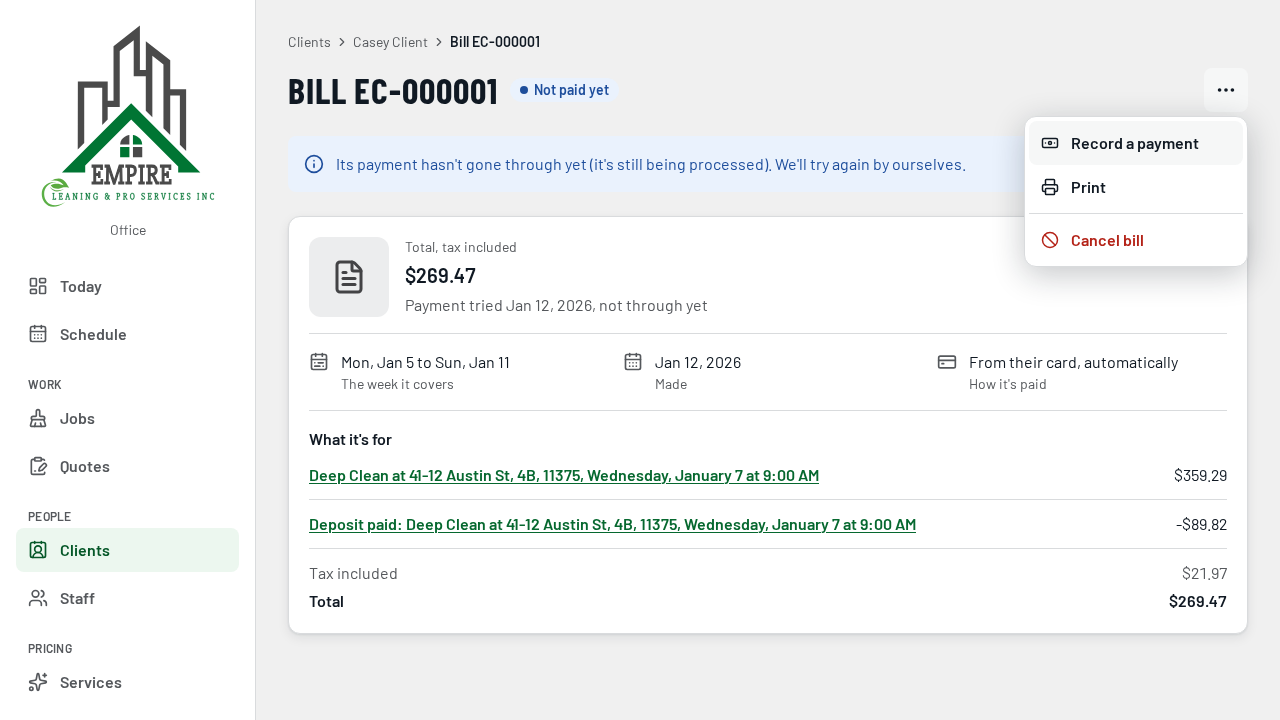 EMPIRE
LEANING & PRO SERVICES INC
Office
Today
Schedule
WORK
Jobs
Quotes
PEOPLE
Clients
Staff
PRICING
Services
Clients > Casey Client > Bill EC-000001
BILL EC-000001
Not paid yet
Record a payment
Print
Cancel bill
Its payment hasn't gone through yet (it's still being processed). We'll try again by ourselves.
Total, tax included
$269.47
Payment tried Jan 12, 2026, not through yet
Mon, Jan 5 to Sun, Jan 11
The week it covers
Jan 12, 2026
Made
From their card, automatically
How it's paid
What it's for
Deep Clean at 41-12 Austin St, 4B, 11375, Wednesday, January 7 at 9:00 AM $359.29
Deposit paid: Deep Clean at 41-12 Austin St, 4B, 11375, Wednesday, January 7 at 9:00 AM -$89.82
Tax included $21.97
Total $269.47